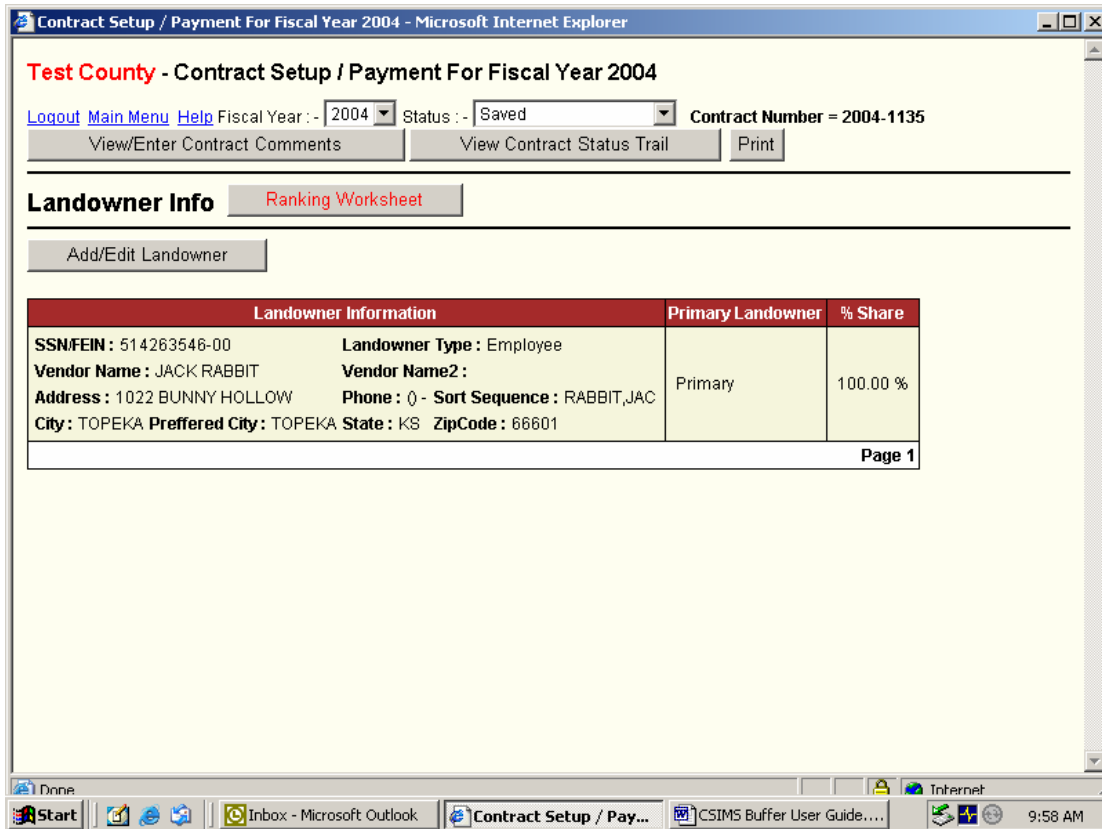 Contract Setup / Payment For Fiscal Year 2004 - Microsoft Internet Explorer
Test County - Contract Setup / Payment For Fiscal Year 2004
Logout Main Menu Help Fiscal Year : - 2004 Status : - Saved Contract Number = 2004-1135
View/Enter Contract Comments View Contract Status Trail Print
Landowner Info Ranking Worksheet
Add/Edit Landowner
Landowner Information Primary Landowner % Share
SSN/FEIN : 514263546-00 Landowner Type : Employee
Vendor Name : JACK RABBIT Vendor Name2 :
Primary 100.00 %
Address : 1022 BUNNY HOLLOW Phone : () - Sort Sequence : RABBIT,JAC
City : TOPEKA Preffered City : TOPEKA State : KS ZipCode : 66601
Page 1
Done Internet
Start Inbox - Microsoft Outlook Contract Setup / Pay... CSIMS Buffer User Guide.... 9:58 AM